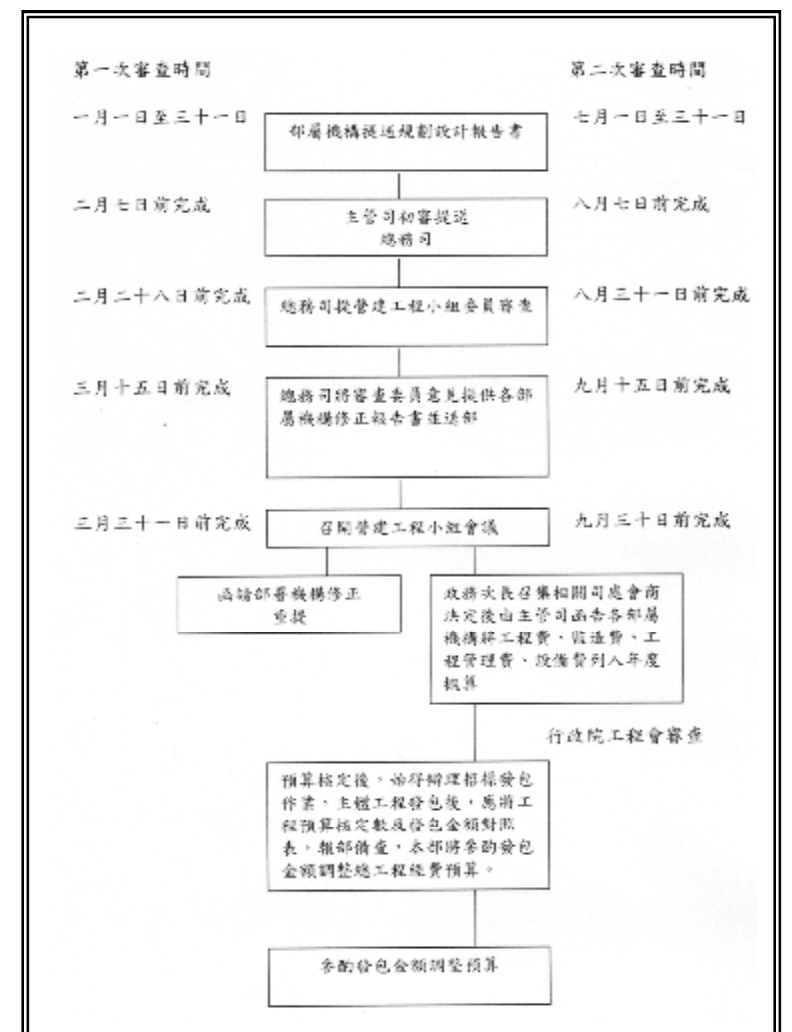 第一次審查時間
第二次審查時間
一月一日至三十一日
部屬機構提送規劃設計報告書
七月一日至三十一日
二月七日前完成
主管司初審提送
總務司
八月七日前完成
二月二十八日前完成
總務司提營建工程小組委員審查
八月三十一日前完成
三月十五日前完成
總務司將審查委員意見提供各部
屬機構修正報告書並送部
九月十五日前完成
三月三十一日前完成
召開營建工程小組會議
九月三十日前完成
函請部署機構修正
重提
政務次長召集相關司處會商
決定後由主管司函告各部屬
機構將工程費、監造費、工
程管理費、設備費列入年度
概算
行政院工程會審查
預算核定後,始得辦理招標發包
作業,主體工程發包後,應將工
程預算核定數及發包金額對照
表,報部備查,本部將參酌發包
金額調整總工程經費預算。
參酌發包金額調整預算